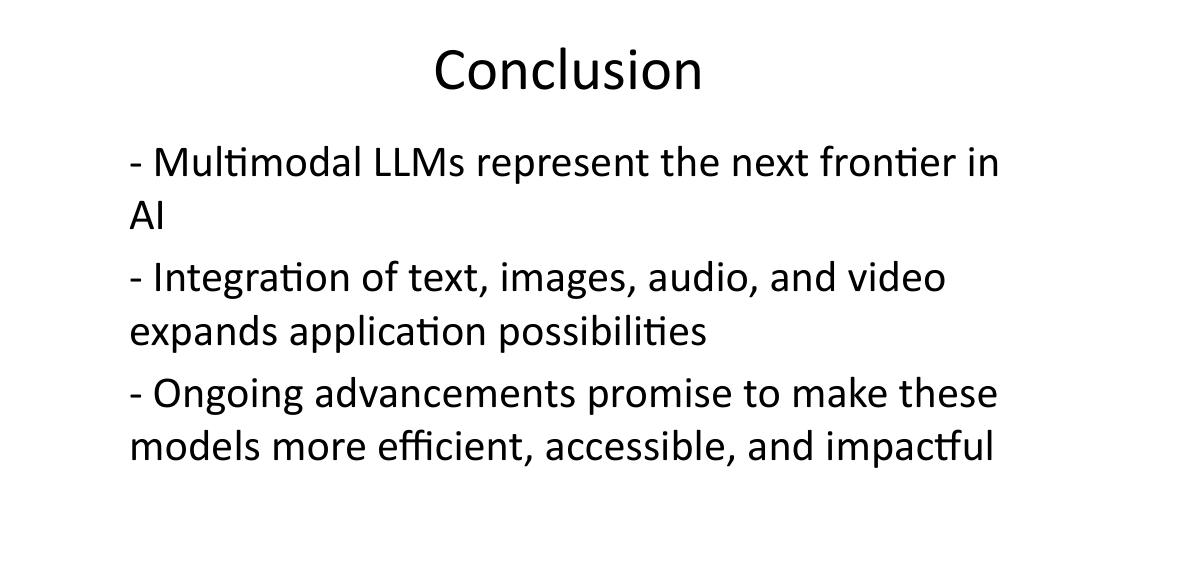 Conclusion
- Multimodal LLMs represent the next frontier in
AI
- Integration of text, images, audio, and video
expands application possibilities
- Ongoing advancements promise to make these
models more efficient, accessible, and impactful